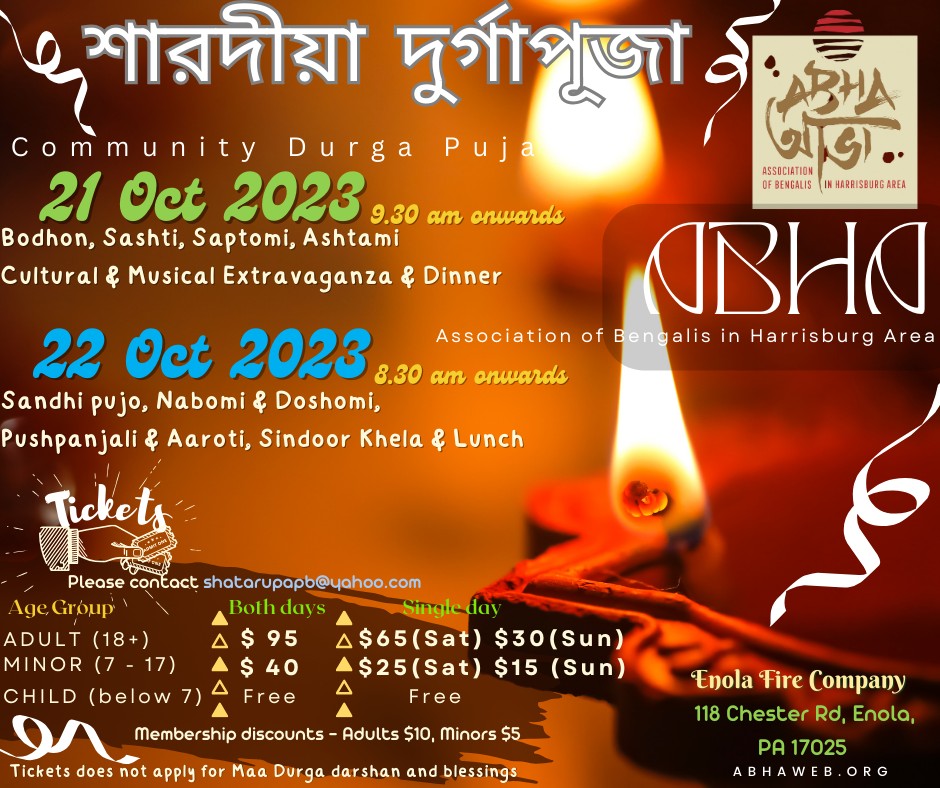 শারদীয়া দুর্গাপূজা
Community Durga Puja
21 Oct 2023 9.30 am onwards
Bodhon, Sashti, Saptomi, Ashtami
Cultural & Musical Extravaganza & Dinner
22 Oct 2023 8.30 am onwards
Sandhi pujo, Nabomi & Doshomi,
Pushpanjali & Aaroti, Sindoor Khela & Lunch
ABHA
আভা
ASSOCIATION
OF BENGALIS IN HARRISBURG AREA
ABHA
Association of Bengalis in Harrisburg Area
Tickets
ADMIT ONE
Please contact shatarupapb@yahoo.com
Age Group Both days Single day
ADULT (18+) $ 95 $65(Sat) $30(Sun)
MINOR (7 - 17) $ 40 $25(Sat) $15 (Sun)
CHILD (below 7) Free Free
Membership discounts - Adults $10, Minors $5
Tickets does not apply for Maa Durga darshan and blessings
Enola Fire Company
118 Chester Rd, Enola,
PA 17025
ABHAWEB.ORG